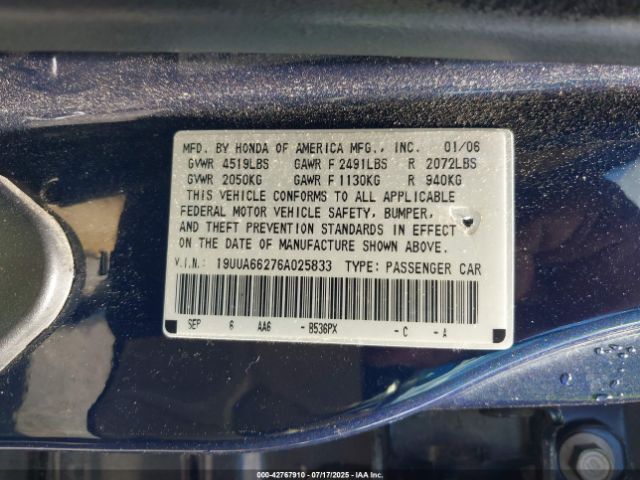 MFD. BY HONDA OF AMERICA MFG., INC. 01/06
GVWR 4519LBS GAWR F 2491LBS R 2072LBS
GVWR 2050KG GAWR F 1130KG R 940KG
THIS VEHICLE CONFORMS TO ALL APPLICABLE
FEDERAL MOTOR VEHICLE SAFETY, BUMPER,
AND THEFT PREVENTION STANDARDS IN EFFECT
ON THE DATE OF MANUFACTURE SHOWN ABOVE.
V.I.N.: 19UUA66276A025833 TYPE: PASSENGER CAR
SEP 6 AA6 - B536PX - C - A
000-42767910 07/17/2025 IAA Inc.